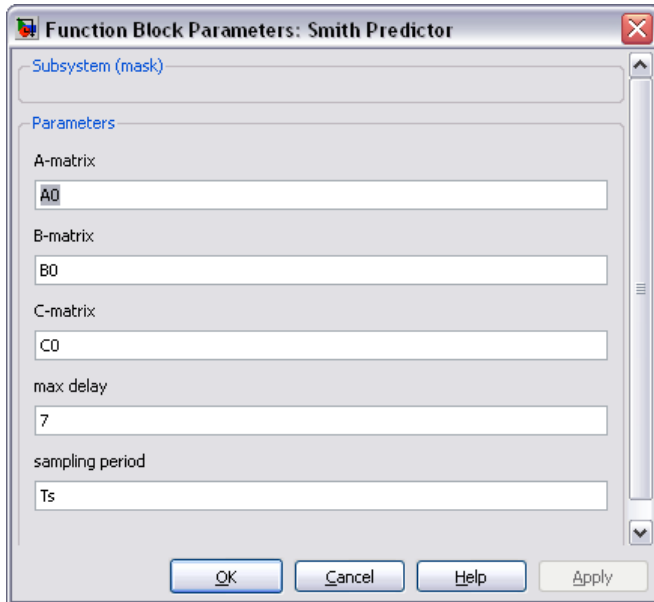 Function Block Parameters: Smith Predictor
Subsystem (mask)
Parameters
A-matrix
A0
B-matrix
B0
C-matrix
C0
max delay
7
sampling period
Ts
OK Cancel Help Apply